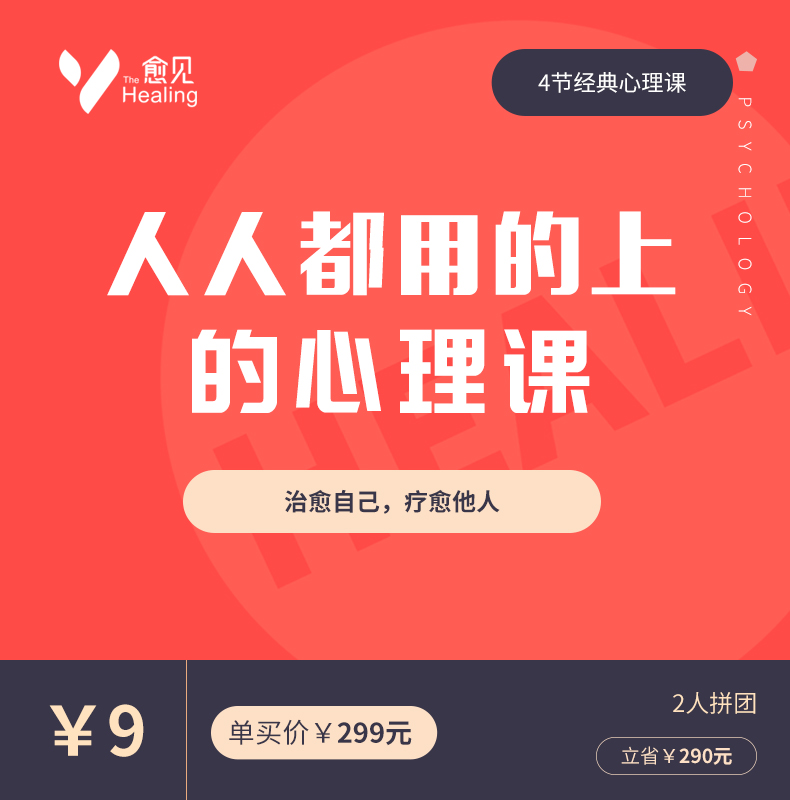 The 愈见
Healing
4节经典心理课
PSYCHOLOGY
人人都用的上
的心理课
HEALI
治愈自己，疗愈他人
￥9
单买价￥299元
2人拼团
立省￥290元